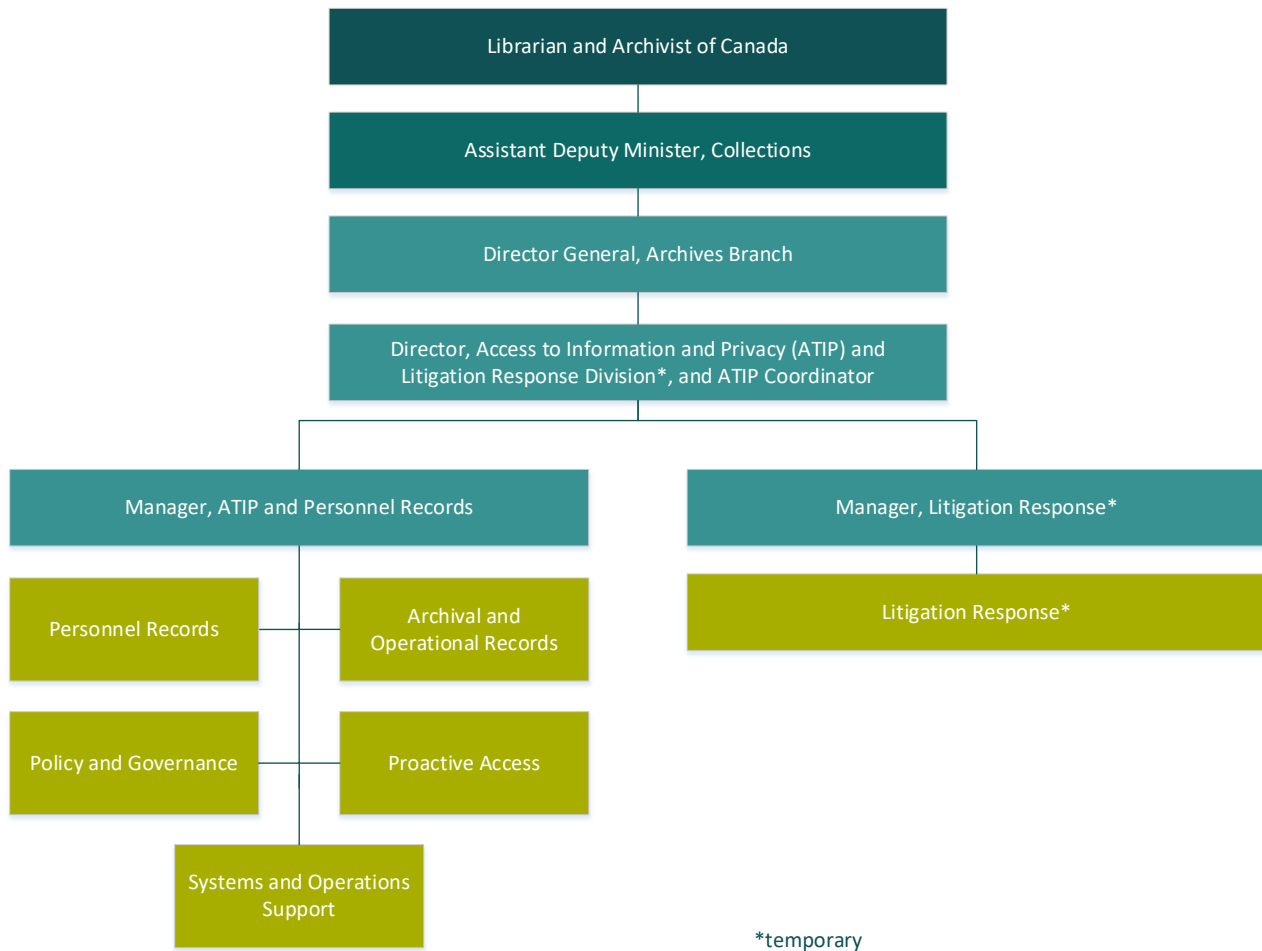 Librarian and Archivist of Canada
Assistant Deputy Minister, Collections
Director General, Archives Branch
Director, Access to Information and Privacy (ATIP) and
Litigation Response Division*, and ATIP Coordinator
Manager, ATIP and Personnel Records
Manager, Litigation Response*
Personnel Records
Archival and
Operational Records
Litigation Response*
Policy and Governance
Proactive Access
Systems and Operations
Support
*temporary